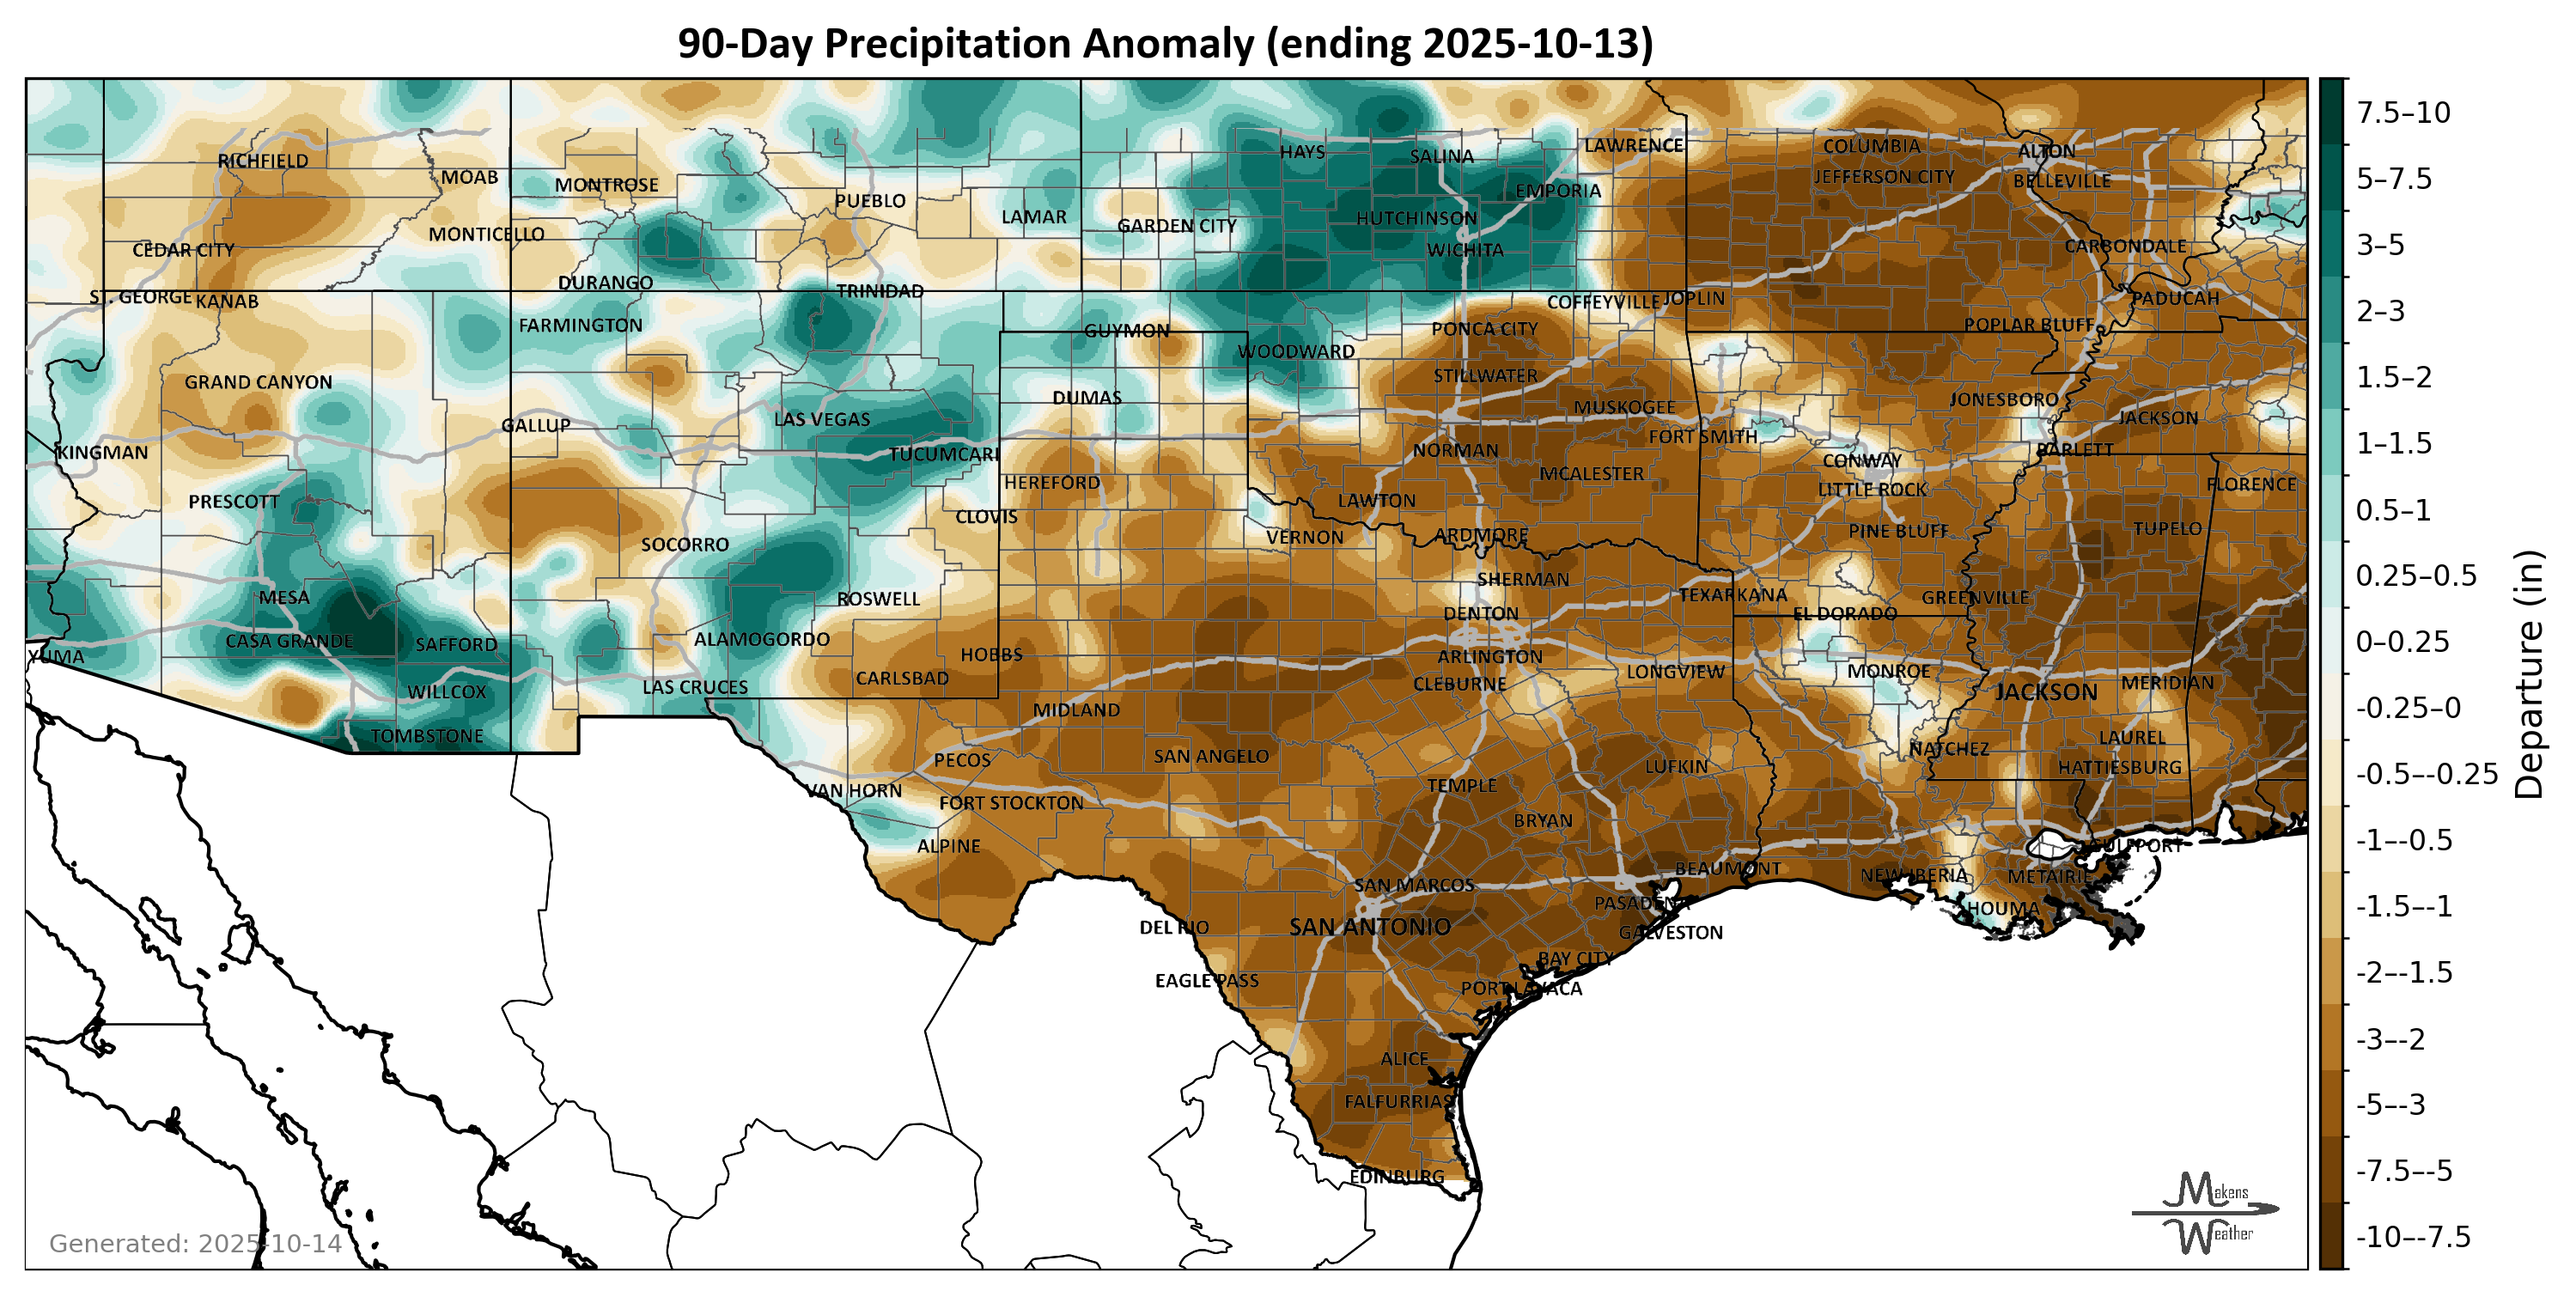 90-Day Precipitation Anomaly (ending 2025-10-13)
RICHFIELD
MOAB
MONTROSE
PUEBLO
LAMAR
HAYS
SALINA
LAWRENCE
COLUMBIA
ALTON
JEFFERSON CITY
BELLEVILLE
EMPORIA
GARDEN CITY
HUTCHINSON
WICHITA
MONTICELLO
CEDAR CITY
CARBONDALE
DURANGO
TRINIDAD
ST. GEORGE
KANAB
COFFEYVILLE
JOPLIN
PADUCAH
FARMINGTON
GUYMON
PONCA CITY
POPLAR BLUFF
WOODWARD
STILLWATER
GRAND CANYON
DUMAS
MUSKOGEE
JONESBORO
JACKSON
GALLUP
LAS VEGAS
FORT SMITH
KINGMAN
TUCUMCARI
NORMAN
BARLETT
CONWAY
MCALESTER
HEREFORD
LITTLE ROCK
FLORENCE
PRESCOTT
LAWTON
CLOVIS
PINE BLUFF
TUPELO
SOCORRO
VERNON
ARDMORE
SHERMAN
MESA
ROSWELL
TEXARKANA
GREENVILLE
DENTON
EL DORADO
CASA GRANDE
SAFFORD
ALAMOGORDO
YUMA
HOBBS
ARLINGTON
LONGVIEW
MONROE
CARLSBAD
CLEBURNE
MERIDIAN
WILLCOX
LAS CRUCES
JACKSON
MIDLAND
TOMBSTONE
LAUREL
NATCHEZ
PECOS
SAN ANGELO
LUFKIN
HATTIESBURG
VAN HORN
TEMPLE
FORT STOCKTON
BRYAN
ALPINE
GULFPORT
BEAUMONT
NEW IBERIA
METAIRIE
SAN MARCOS
PASADENA
HOUMA
DEL RIO
SAN ANTONIO
GALVESTON
BAY CITY
EAGLE PASS
PORT LAVACA
ALICE
FALFURRIAS
EDINBURG
Generated: 2025-10-14
Makens
Weather
7.5–10
5–7.5
3–5
2–3
1.5–2
1–1.5
0.5–1
0.25–0.5
0–0.25
-0.25–0
-0.5–-0.25
-1–-0.5
-1.5–-1
-2–-1.5
-3–-2
-5–-3
-7.5–-5
-10–-7.5
Departure (in)